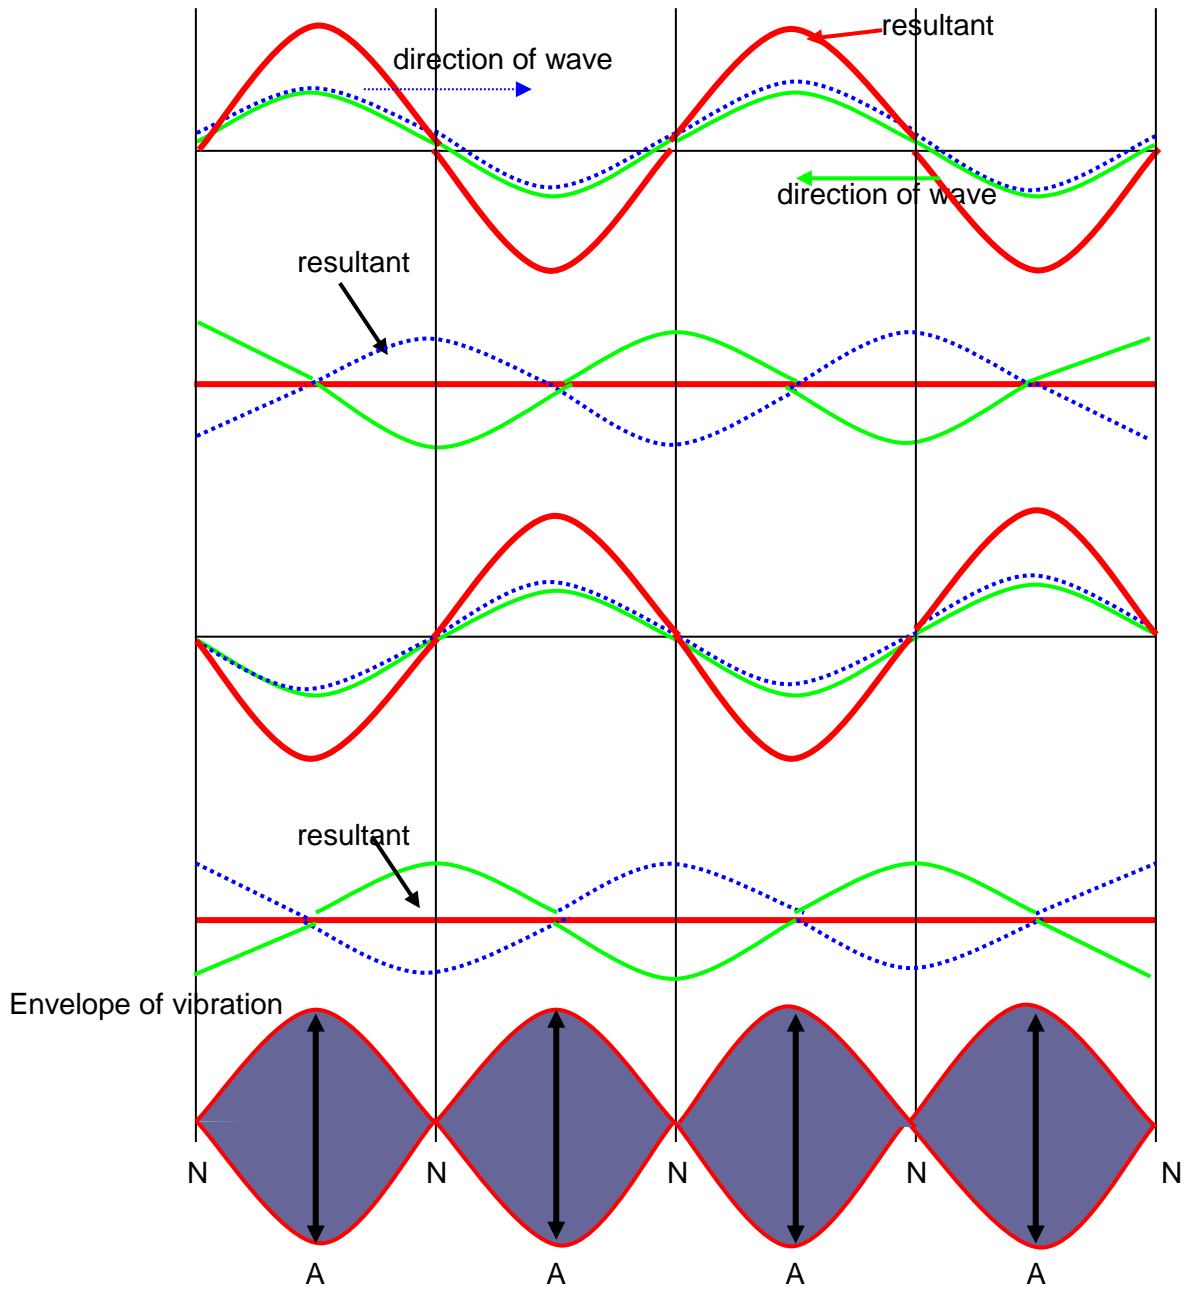 resultant
direction of wave
direction of wave
resultant
resultant
Envelope of vibration
N N N N N
A A A A